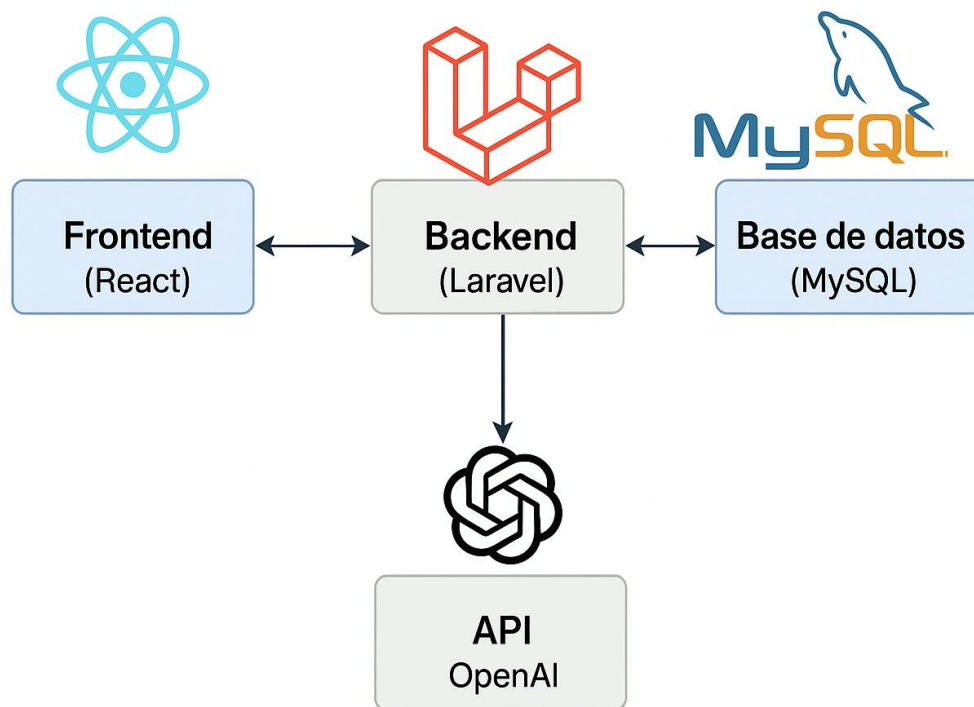 MySQL
Frontend
(React)
Backend
(Laravel)
Base de datos
(MySQL)
API
OpenAI